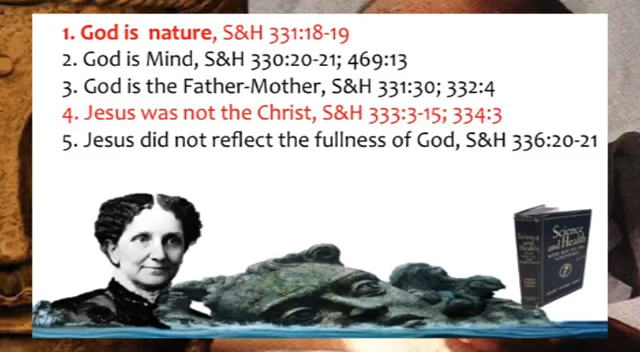 1. God is nature, S&H 331:18-19
2. God is Mind, S&H 330:20-21; 469:13
3. God is the Father-Mother, S&H 331:30; 332:4
4. Jesus was not the Christ, S&H 333:3-15; 334:3
5. Jesus did not reflect the fullness of God, S&H 336:20-21
Science
and Health